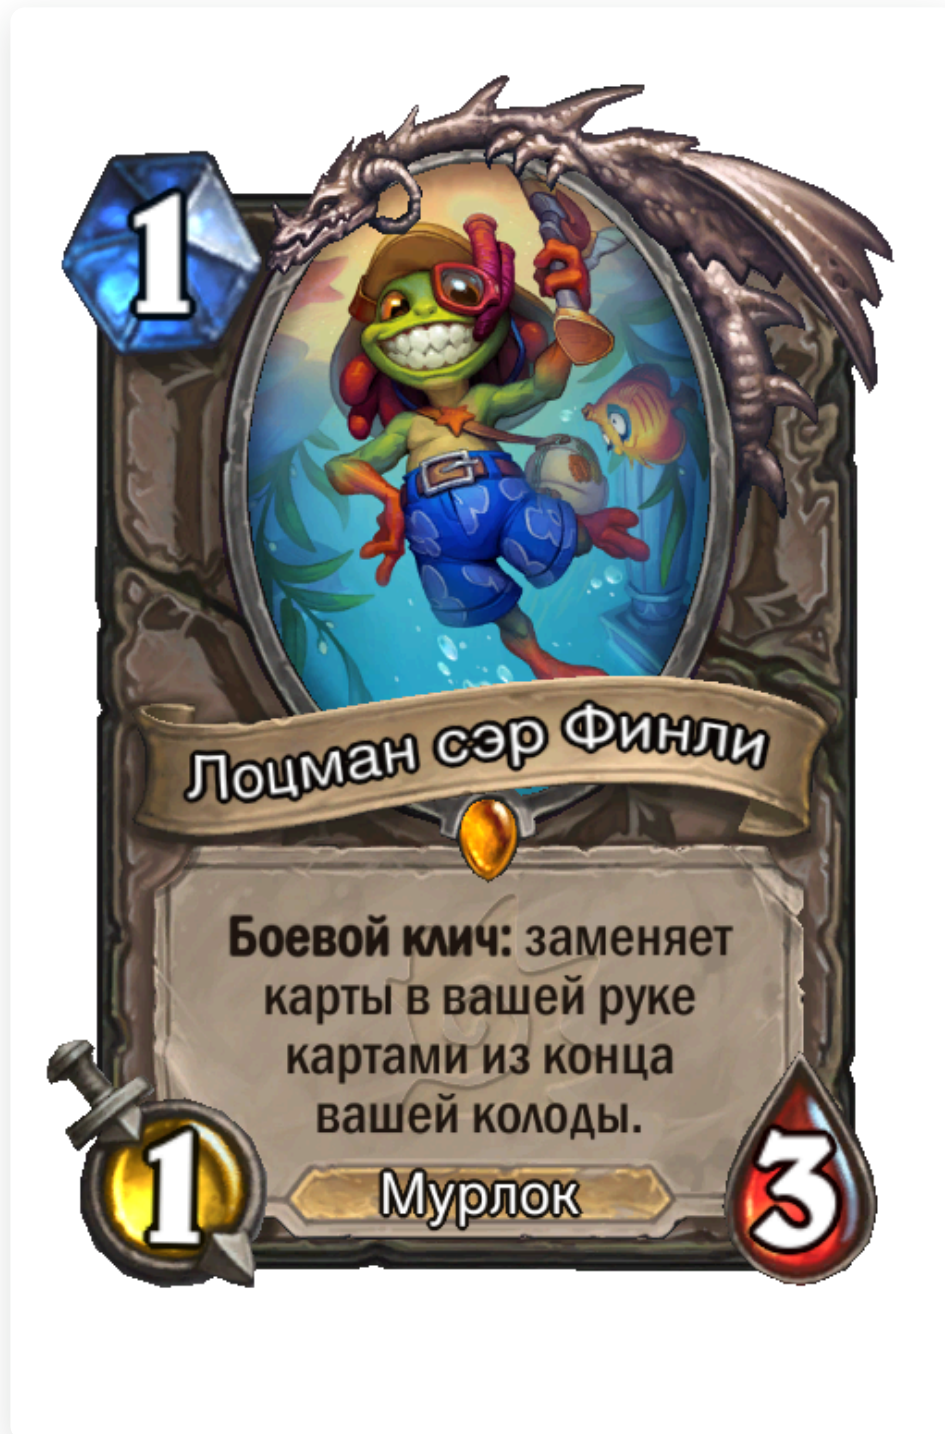 1
Лоцман сэр Финли
Боевой клич: заменяет
карты в вашей руке
картами из конца
вашей колоды.
1
Мурлок
3